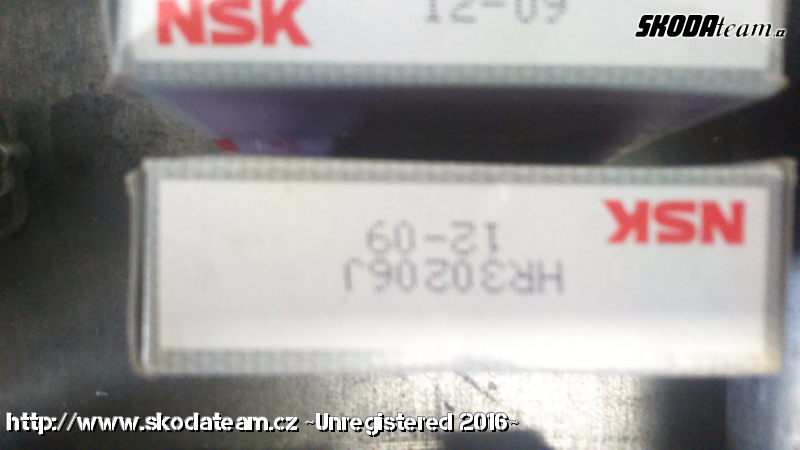 NSK
12-09
SKODAteam.cz
NSK
12-09
HR30206J
http://www.skodateam.cz ~Unregistered 2016~